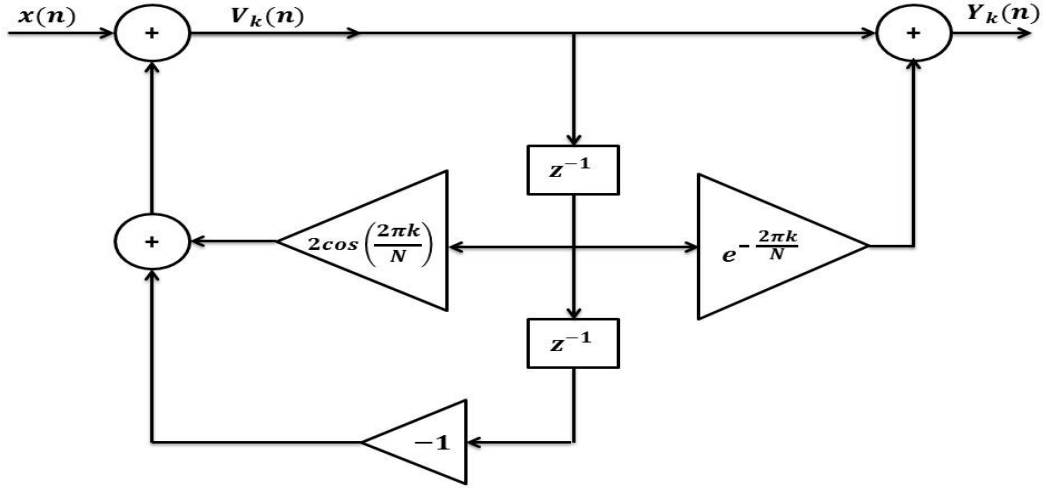 x(n) + V_k(n) + Y_k(n)
z^{-1}
+ 2cos(2πk/N) e^{-2πk/N}
z^{-1}
-1